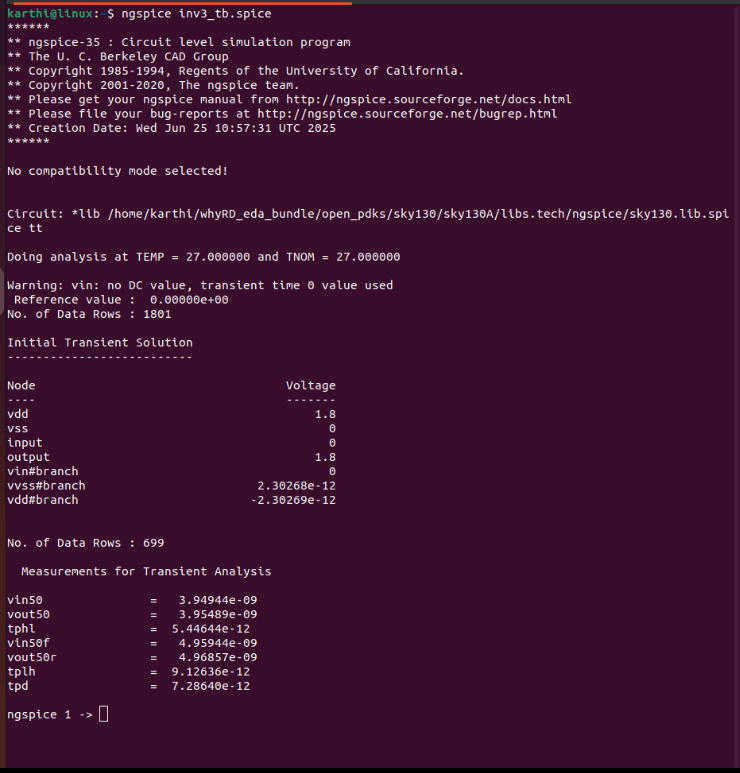 karthi@linux:~$ ngspice inv3_tb.spice
******
** ngspice-35 : Circuit level simulation program
** The U. C. Berkeley CAD Group
** Copyright 1985-1994, Regents of the University of California.
** Copyright 2001-2020, The ngspice team.
** Please get your ngspice manual from http://ngspice.sourceforge.net/docs.html
** Please file your bug-reports at http://ngspice.sourceforge.net/bugrep.html
** Creation Date: Wed Jun 25 10:57:31 UTC 2025
******
No compatibility mode selected!
Circuit: *lib /home/karthi/whyRD_eda_bundle/open_pdks/sky130/sky130A/libs.tech/ngspice/sky130.lib.spi
ce tt
Doing analysis at TEMP = 27.000000 and TNOM = 27.000000
Warning: vin: no DC value, transient time 0 value used
Reference value :  0.00000e+00
No. of Data Rows : 1801
Initial Transient Solution
--------------------------
Node                                   Voltage
----                                   -------
vdd                                        1.8
vss                                          0
input                                        0
output                                     1.8
vin#branch                                   0
vvss#branch                        2.30268e-12
vdd#branch                        -2.30269e-12
No. of Data Rows : 699
Measurements for Transient Analysis
vin50               =   3.94944e-09
vout50              =   3.95489e-09
tphl                =  5.44644e-12
vin50f              =   4.95944e-09
vout50r             =   4.96857e-09
tplh                =  9.12636e-12
tpd                 =  7.28640e-12
ngspice 1 ->